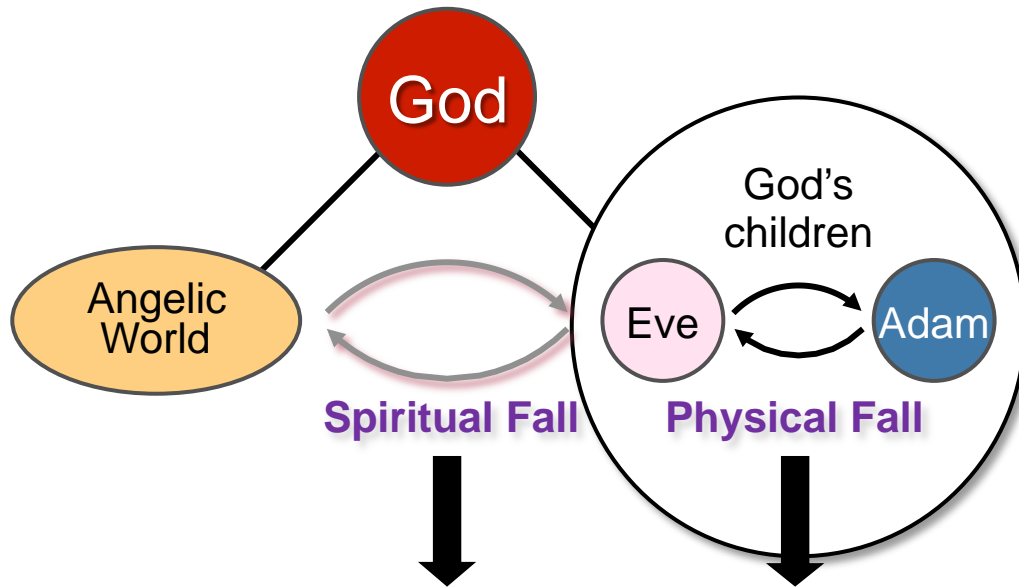 God
God's
children
Angelic
World
Eve
Adam
Spiritual Fall
Physical Fall